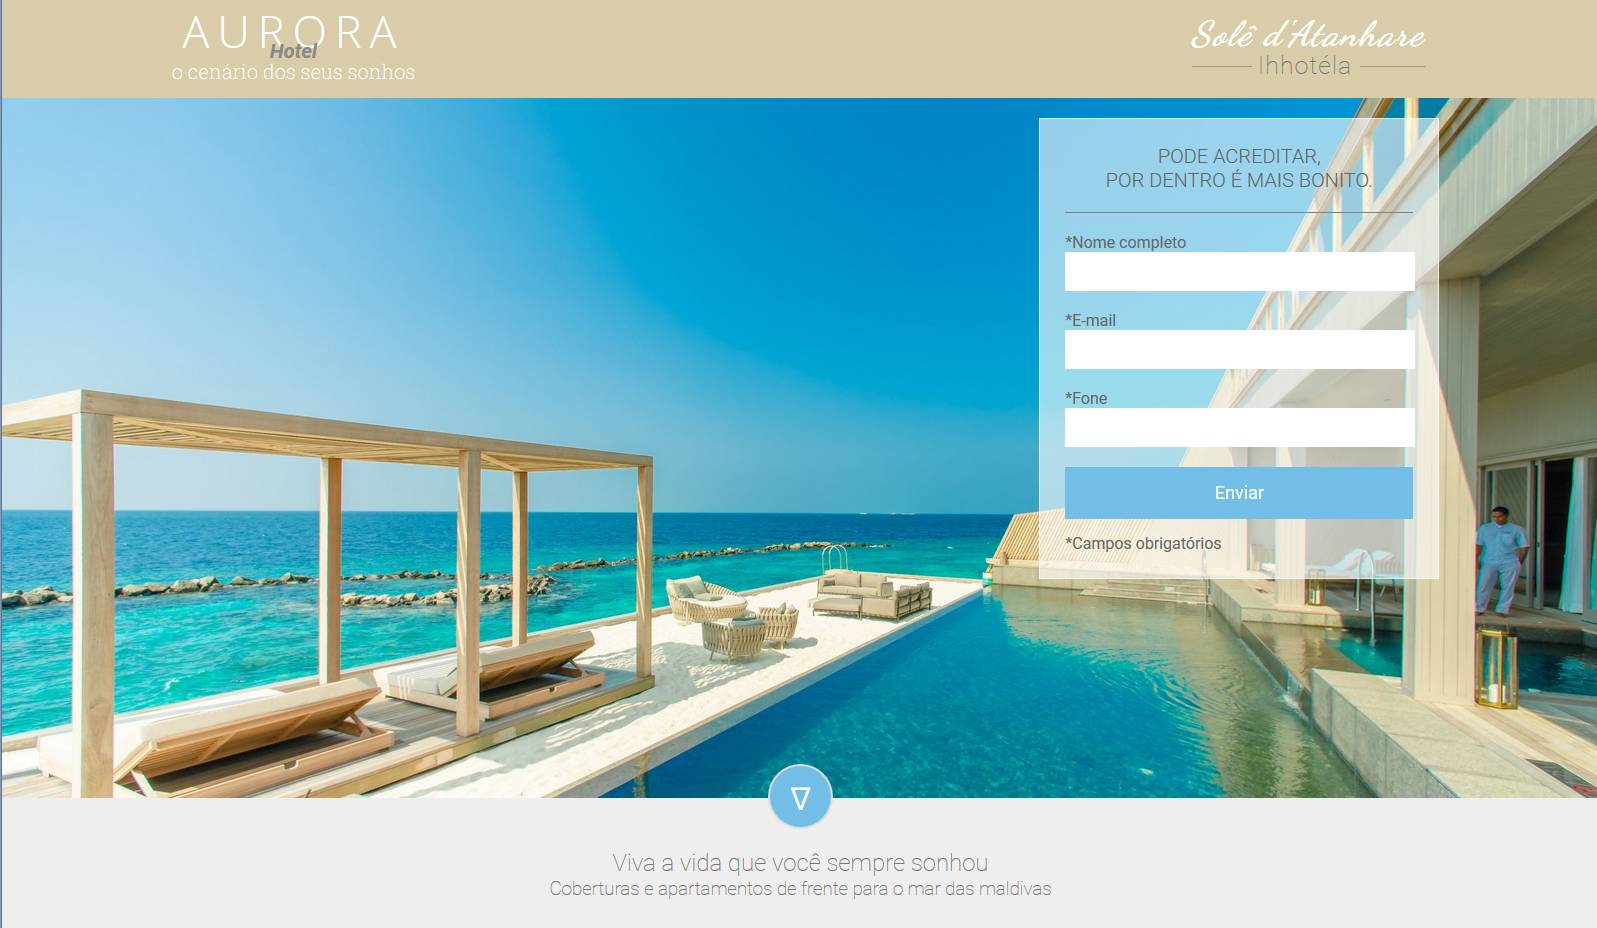 AURORA
Hotel
o cenário dos seus sonhos
Solê d'Atanhare
Ihhotéla
PODE ACREDITAR,
POR DENTRO É MAIS BONITO.
*Nome completo
*E-mail
*Fone
Enviar
*Campos obrigatórios
Viva a vida que você sempre sonhou
Coberturas e apartamentos de frente para o mar das maldivas